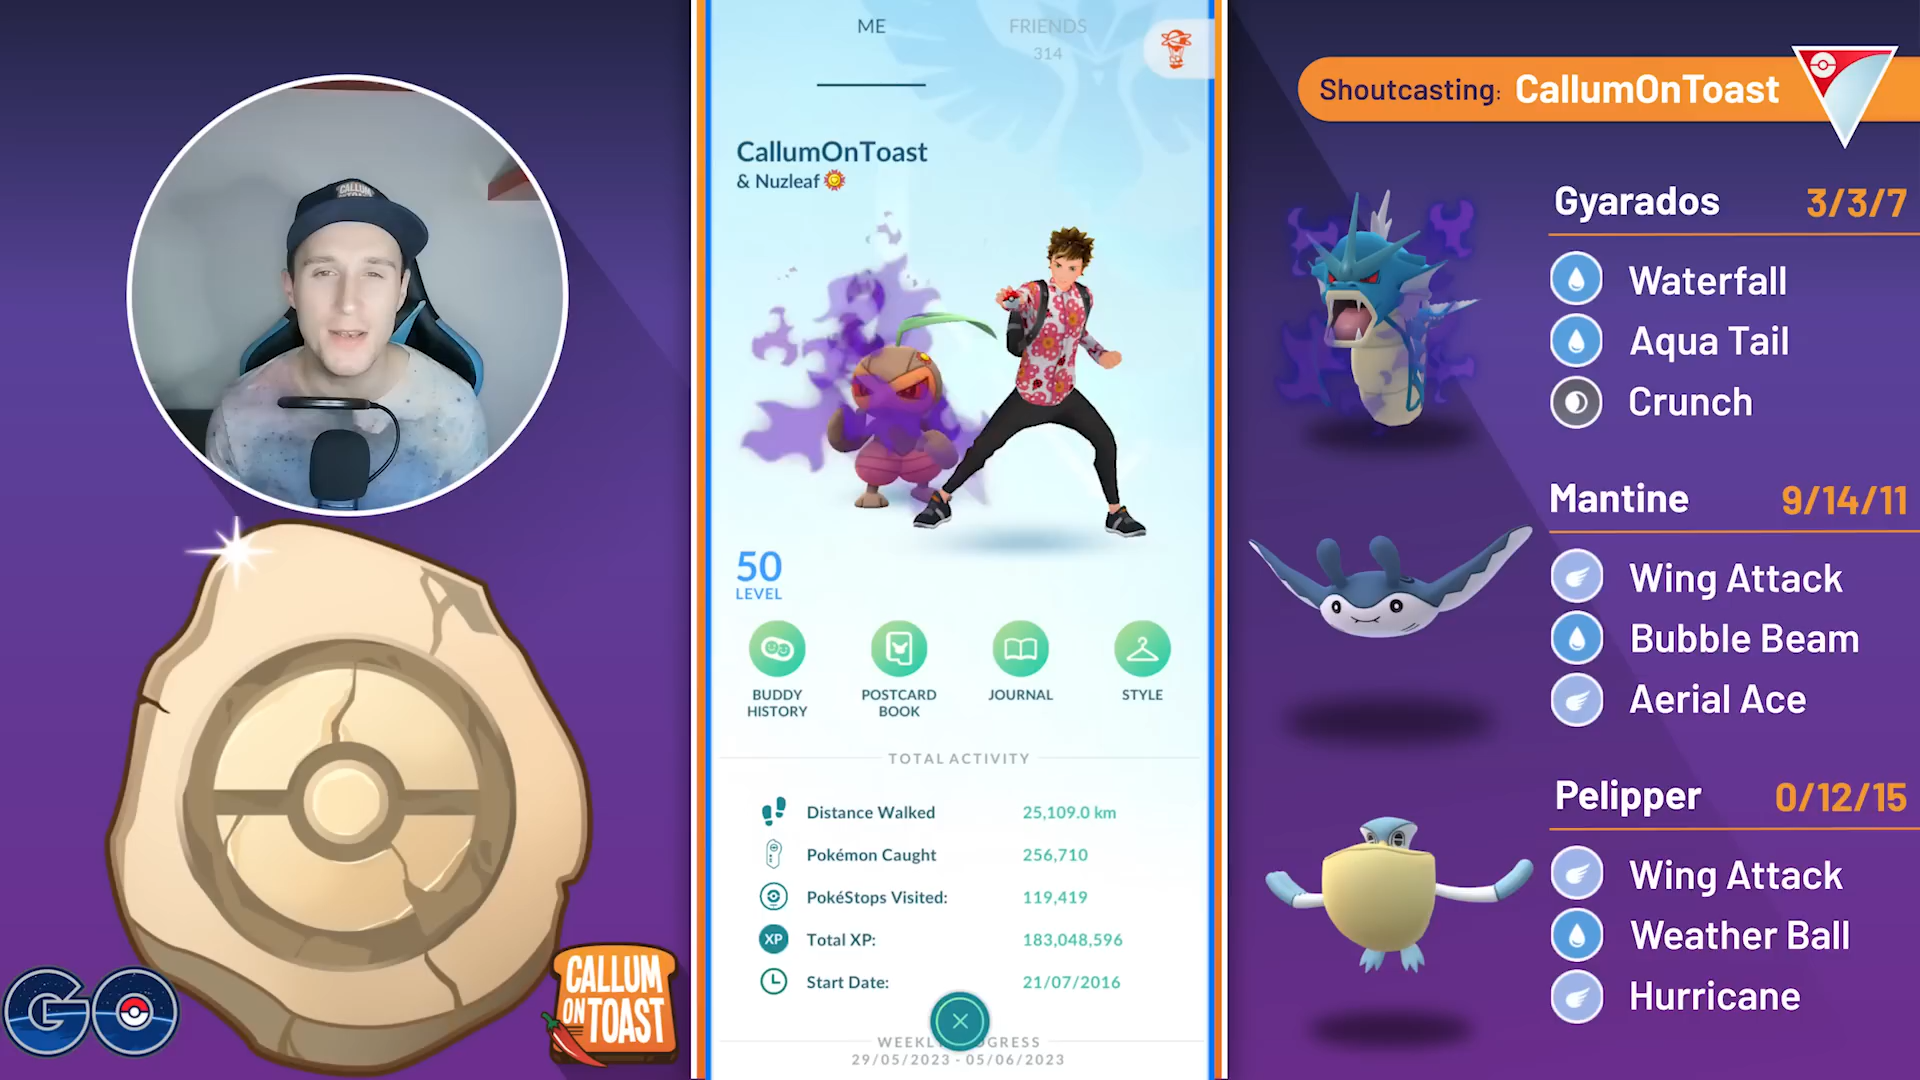 CALLUM
GO
CALLUM
ON TOAST
ME
FRIENDS
314
CallumOnToast
& Nuzleaf
50
LEVEL
BUDDY
HISTORY
POSTCARD
BOOK
JOURNAL
STYLE
TOTAL ACTIVITY
Distance Walked 25,109.0 km
Pokémon Caught 256,710
PokéStops Visited: 119,419
XP Total XP: 183,048,596
Start Date: 21/07/2016
29/05/2023 - 05/06/2023
Shoutcasting: CallumOnToast
Gyarados 3/3/7
Waterfall
Aqua Tail
Crunch
Mantine 9/14/11
Wing Attack
Bubble Beam
Aerial Ace
Pelipper 0/12/15
Wing Attack
Weather Ball
Hurricane